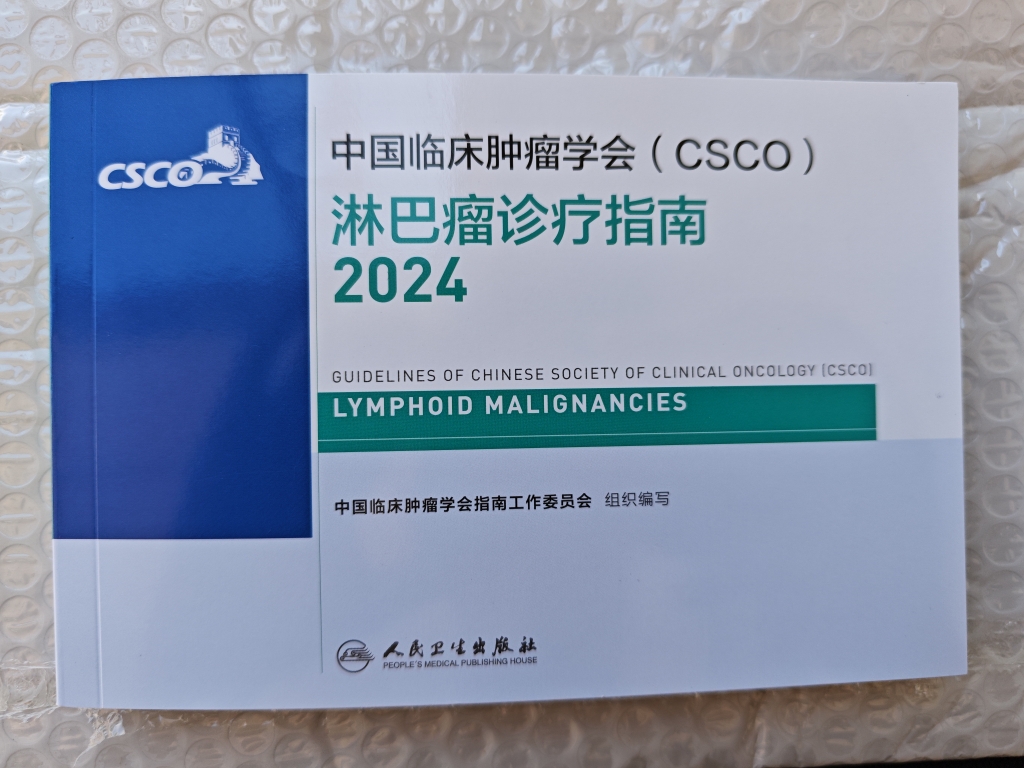 CSCO
中国临床肿瘤学会（CSCO）
淋巴瘤诊疗指南
2024
GUIDELINES OF CHINESE SOCIETY OF CLINICAL ONCOLOGY [CSCO]
LYMPHOID MALIGNANCIES
中国临床肿瘤学会指南工作委员会 组织编写
人民卫生出版社
PEOPLE'S MEDICAL PUBLISHING HOUSE